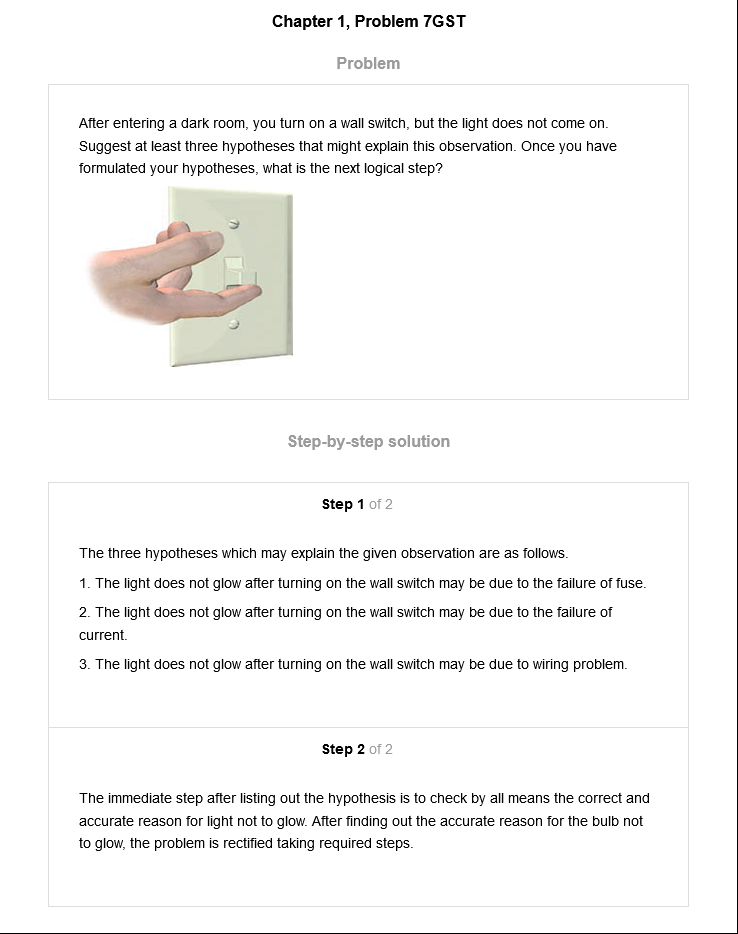 Chapter 1, Problem 7GST
Problem
After entering a dark room, you turn on a wall switch, but the light does not come on.
Suggest at least three hypotheses that might explain this observation. Once you have
formulated your hypotheses, what is the next logical step?
Step-by-step solution
Step 1 of 2
The three hypotheses which may explain the given observation are as follows.
1. The light does not glow after turning on the wall switch may be due to the failure of fuse.
2. The light does not glow after turning on the wall switch may be due to the failure of
current.
3. The light does not glow after turning on the wall switch may be due to wiring problem.
Step 2 of 2
The immediate step after listing out the hypothesis is to check by all means the correct and
accurate reason for light not to glow. After finding out the accurate reason for the bulb not
to glow, the problem is rectified taking required steps.